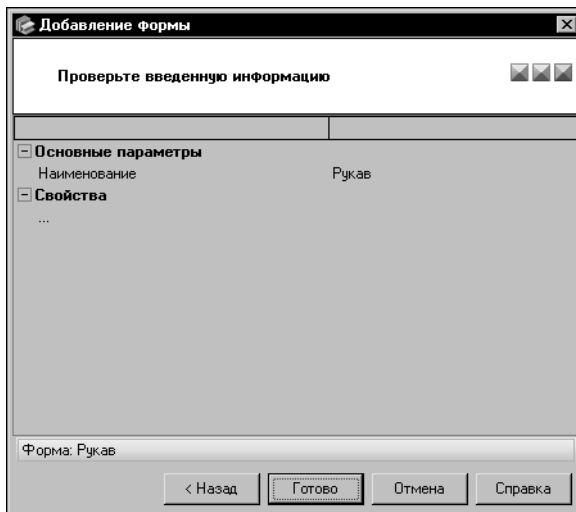 Добавление формы
Проверьте введенную информацию
Основные параметры
Наименование Рукав
Свойства
...
Форма: Рукав
< Назад Готово Отмена Справка